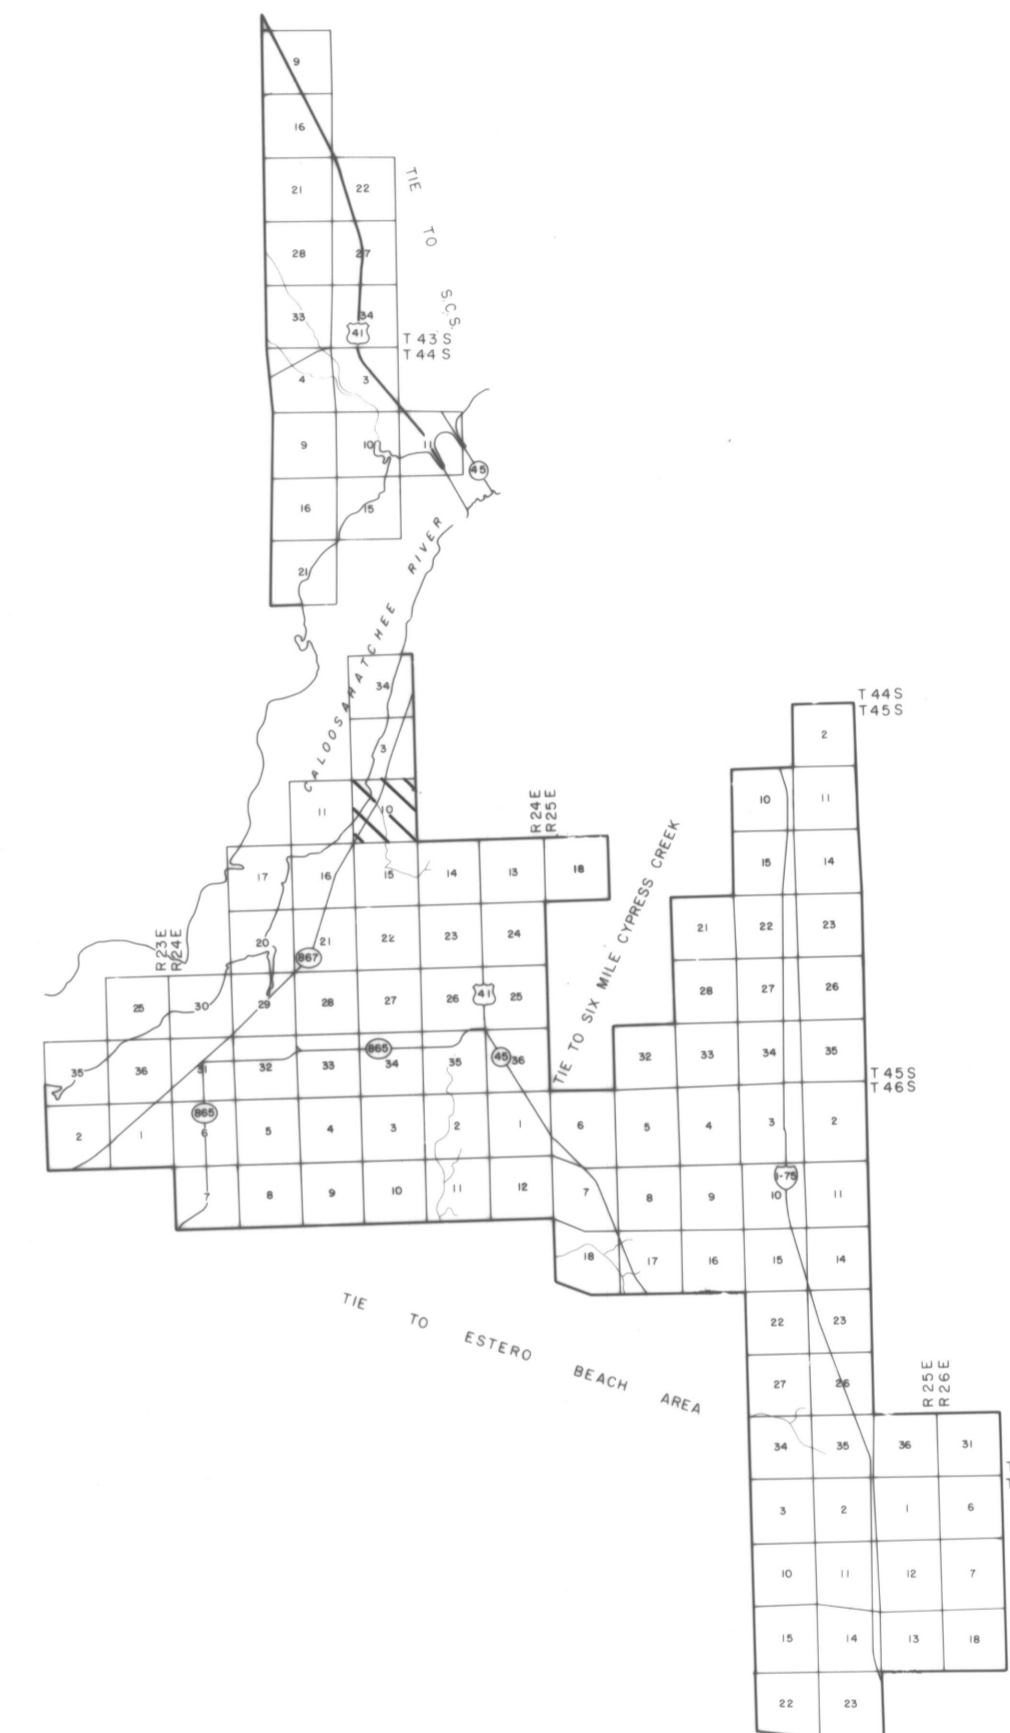 9
16
21 22
TIE TO S.C.S.
28 27
33 34
41
T 43 S
T 44 S
4 3
9 10 11
45
16 15
21
CALOOSAHATCHEE RIVER
34
3
11 10
T 44 S
T 45 S
2
10 11
R24E
R25E
17 16 15 14 13 18
15 14
TIE TO SIX MILE CYPRESS CREEK
R23E
R24E
20 21 22 23 24
867
21 22 23
25 30 29 28 27 26 25
41
28 27 26
35 36 31 32 33 34 35 36
865
45
32 33 34 35
T 45 S
T 46 S
865
2 1 6 5 4 3 2 1 6 5 4 3 2
I-75
7 8 9 10 11 12 7 8 9 10 11
18 17 16 15 14
TIE TO ESTERO BEACH AREA
22 23
27 26
R25E
R26E
34 35 36 31
T
T
3 2 1 6
10 11 12 7
15 14 13 18
22 23